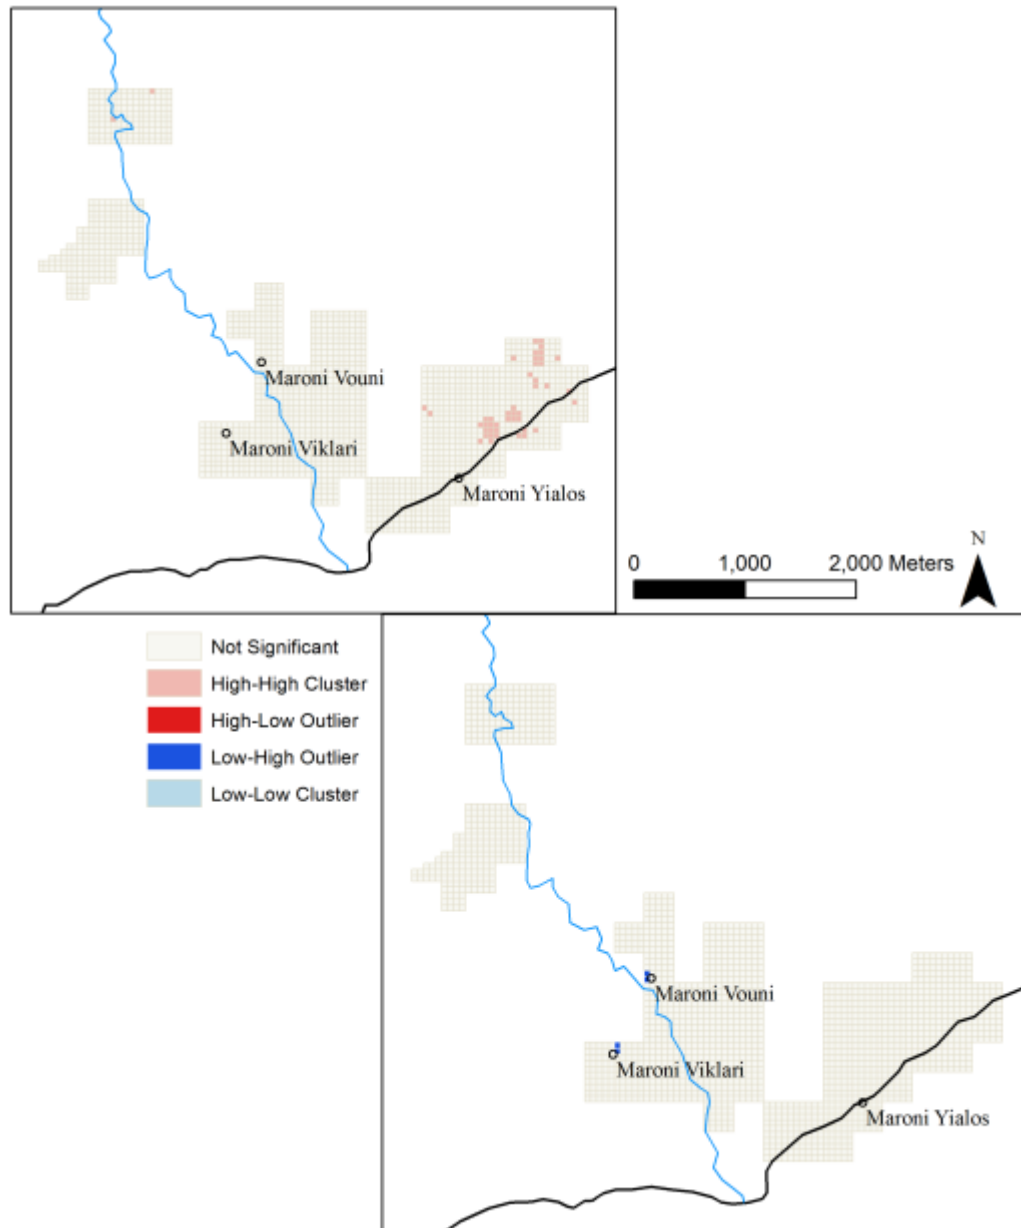 Maroni Vouni
Maroni Viklari
Maroni Yialos
N
0 1,000 2,000 Meters
Not Significant
High-High Cluster
High-Low Outlier
Low-High Outlier
Low-Low Cluster
Maroni Vouni
Maroni Viklari
Maroni Yialos